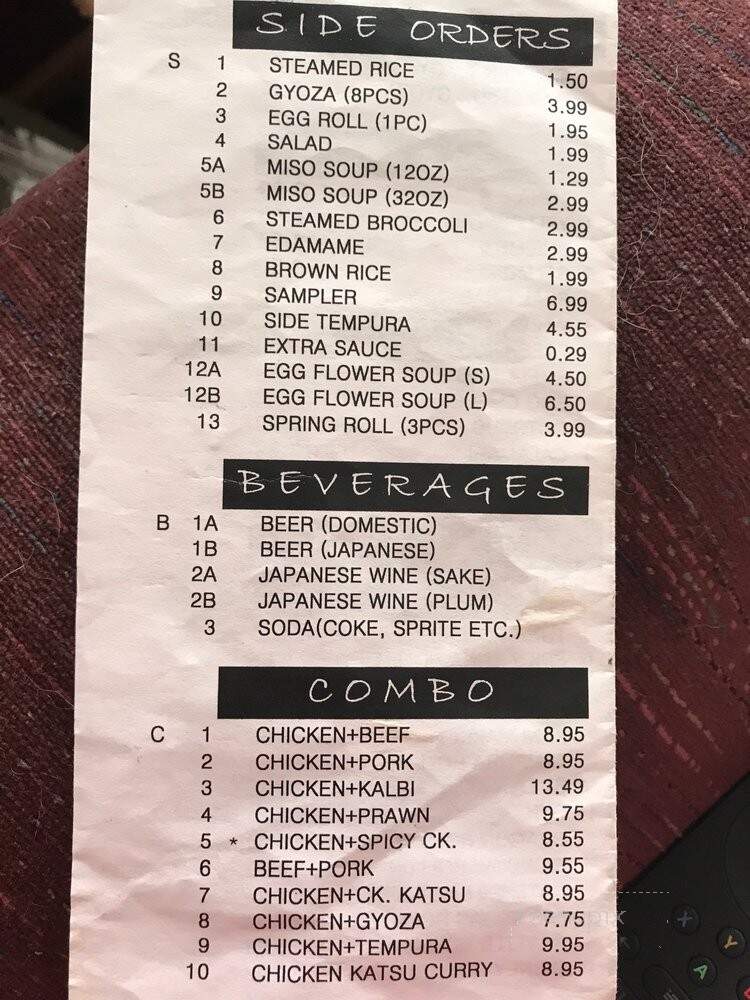 SIDE ORDERS
S 1 STEAMED RICE 1.50
2 GYOZA (8PCS) 3.99
3 EGG ROLL (1PC) 1.95
4 SALAD 1.99
5A MISO SOUP (12OZ) 1.29
5B MISO SOUP (32OZ) 2.99
6 STEAMED BROCCOLI 2.99
7 EDAMAME 2.99
8 BROWN RICE 1.99
9 SAMPLER 6.99
10 SIDE TEMPURA 4.55
11 EXTRA SAUCE 0.29
12A EGG FLOWER SOUP (S) 4.50
12B EGG FLOWER SOUP (L) 6.50
13 SPRING ROLL (3PCS) 3.99
BEVERAGES
B 1A BEER (DOMESTIC)
1B BEER (JAPANESE)
2A JAPANESE WINE (SAKE)
2B JAPANESE WINE (PLUM)
3 SODA(COKE, SPRITE ETC.)
COMBO
C 1 CHICKEN+BEEF 8.95
2 CHICKEN+PORK 8.95
3 CHICKEN+KALBI 13.49
4 CHICKEN+PRAWN 9.75
5 * CHICKEN+SPICY CK. 8.55
6 BEEF+PORK 9.55
7 CHICKEN+CK. KATSU 8.95
8 CHICKEN+GYOZA 7.75
9 CHICKEN+TEMPURA 9.95
10 CHICKEN KATSU CURRY 8.95
Y
A